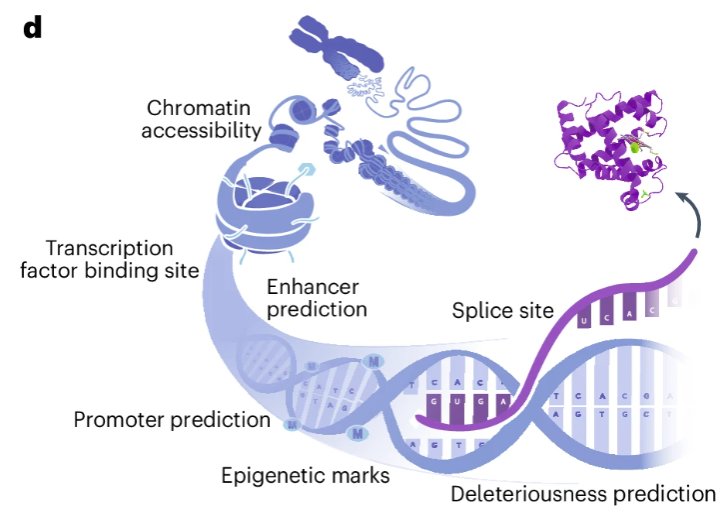 d
Chromatin
accessibility
Transcription
factor binding site
Enhancer
prediction
Splice site
U C A C G
M M
T C A C
C A T C
G U G A
G T A G
T C A C G A
A G T G C T
Promoter prediction
M M
A G T C
Epigenetic marks
Deleteriousness prediction